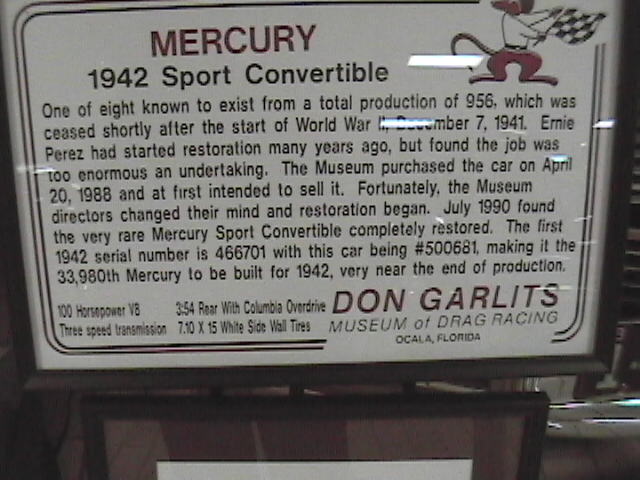 MERCURY
1942 Sport Convertible
One of eight known to exist from a total production of 956, which was
ceased shortly after the start of World War II, December 7, 1941. Ernie
Perez had started restoration many years ago, but found the job was
too enormous an undertaking. The Museum purchased the car on April
20, 1988 and at first intended to sell it. Fortunately, the Museum
directors changed their mind and restoration began. July 1990 found
the very rare Mercury Sport Convertible completely restored. The first
1942 serial number is 466701 with this car being #500681, making it the
33,980th Mercury to be built for 1942, very near the end of production.
100 Horsepower V8 3:54 Rear With Columbia Overdrive
Three speed transmission 7.10 X 15 White Side Wall Tires
DON GARLITS
MUSEUM of DRAG RACING
OCALA, FLORIDA